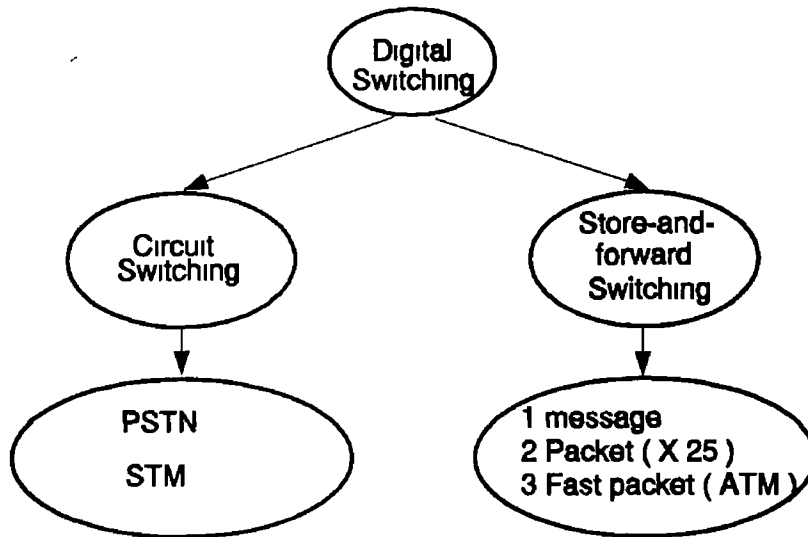 Digital
Switching
Circuit
Switching
Store-and-
forward
Switching
PSTN
STM
1 message
2 Packet ( X 25 )
3 Fast packet ( ATM )